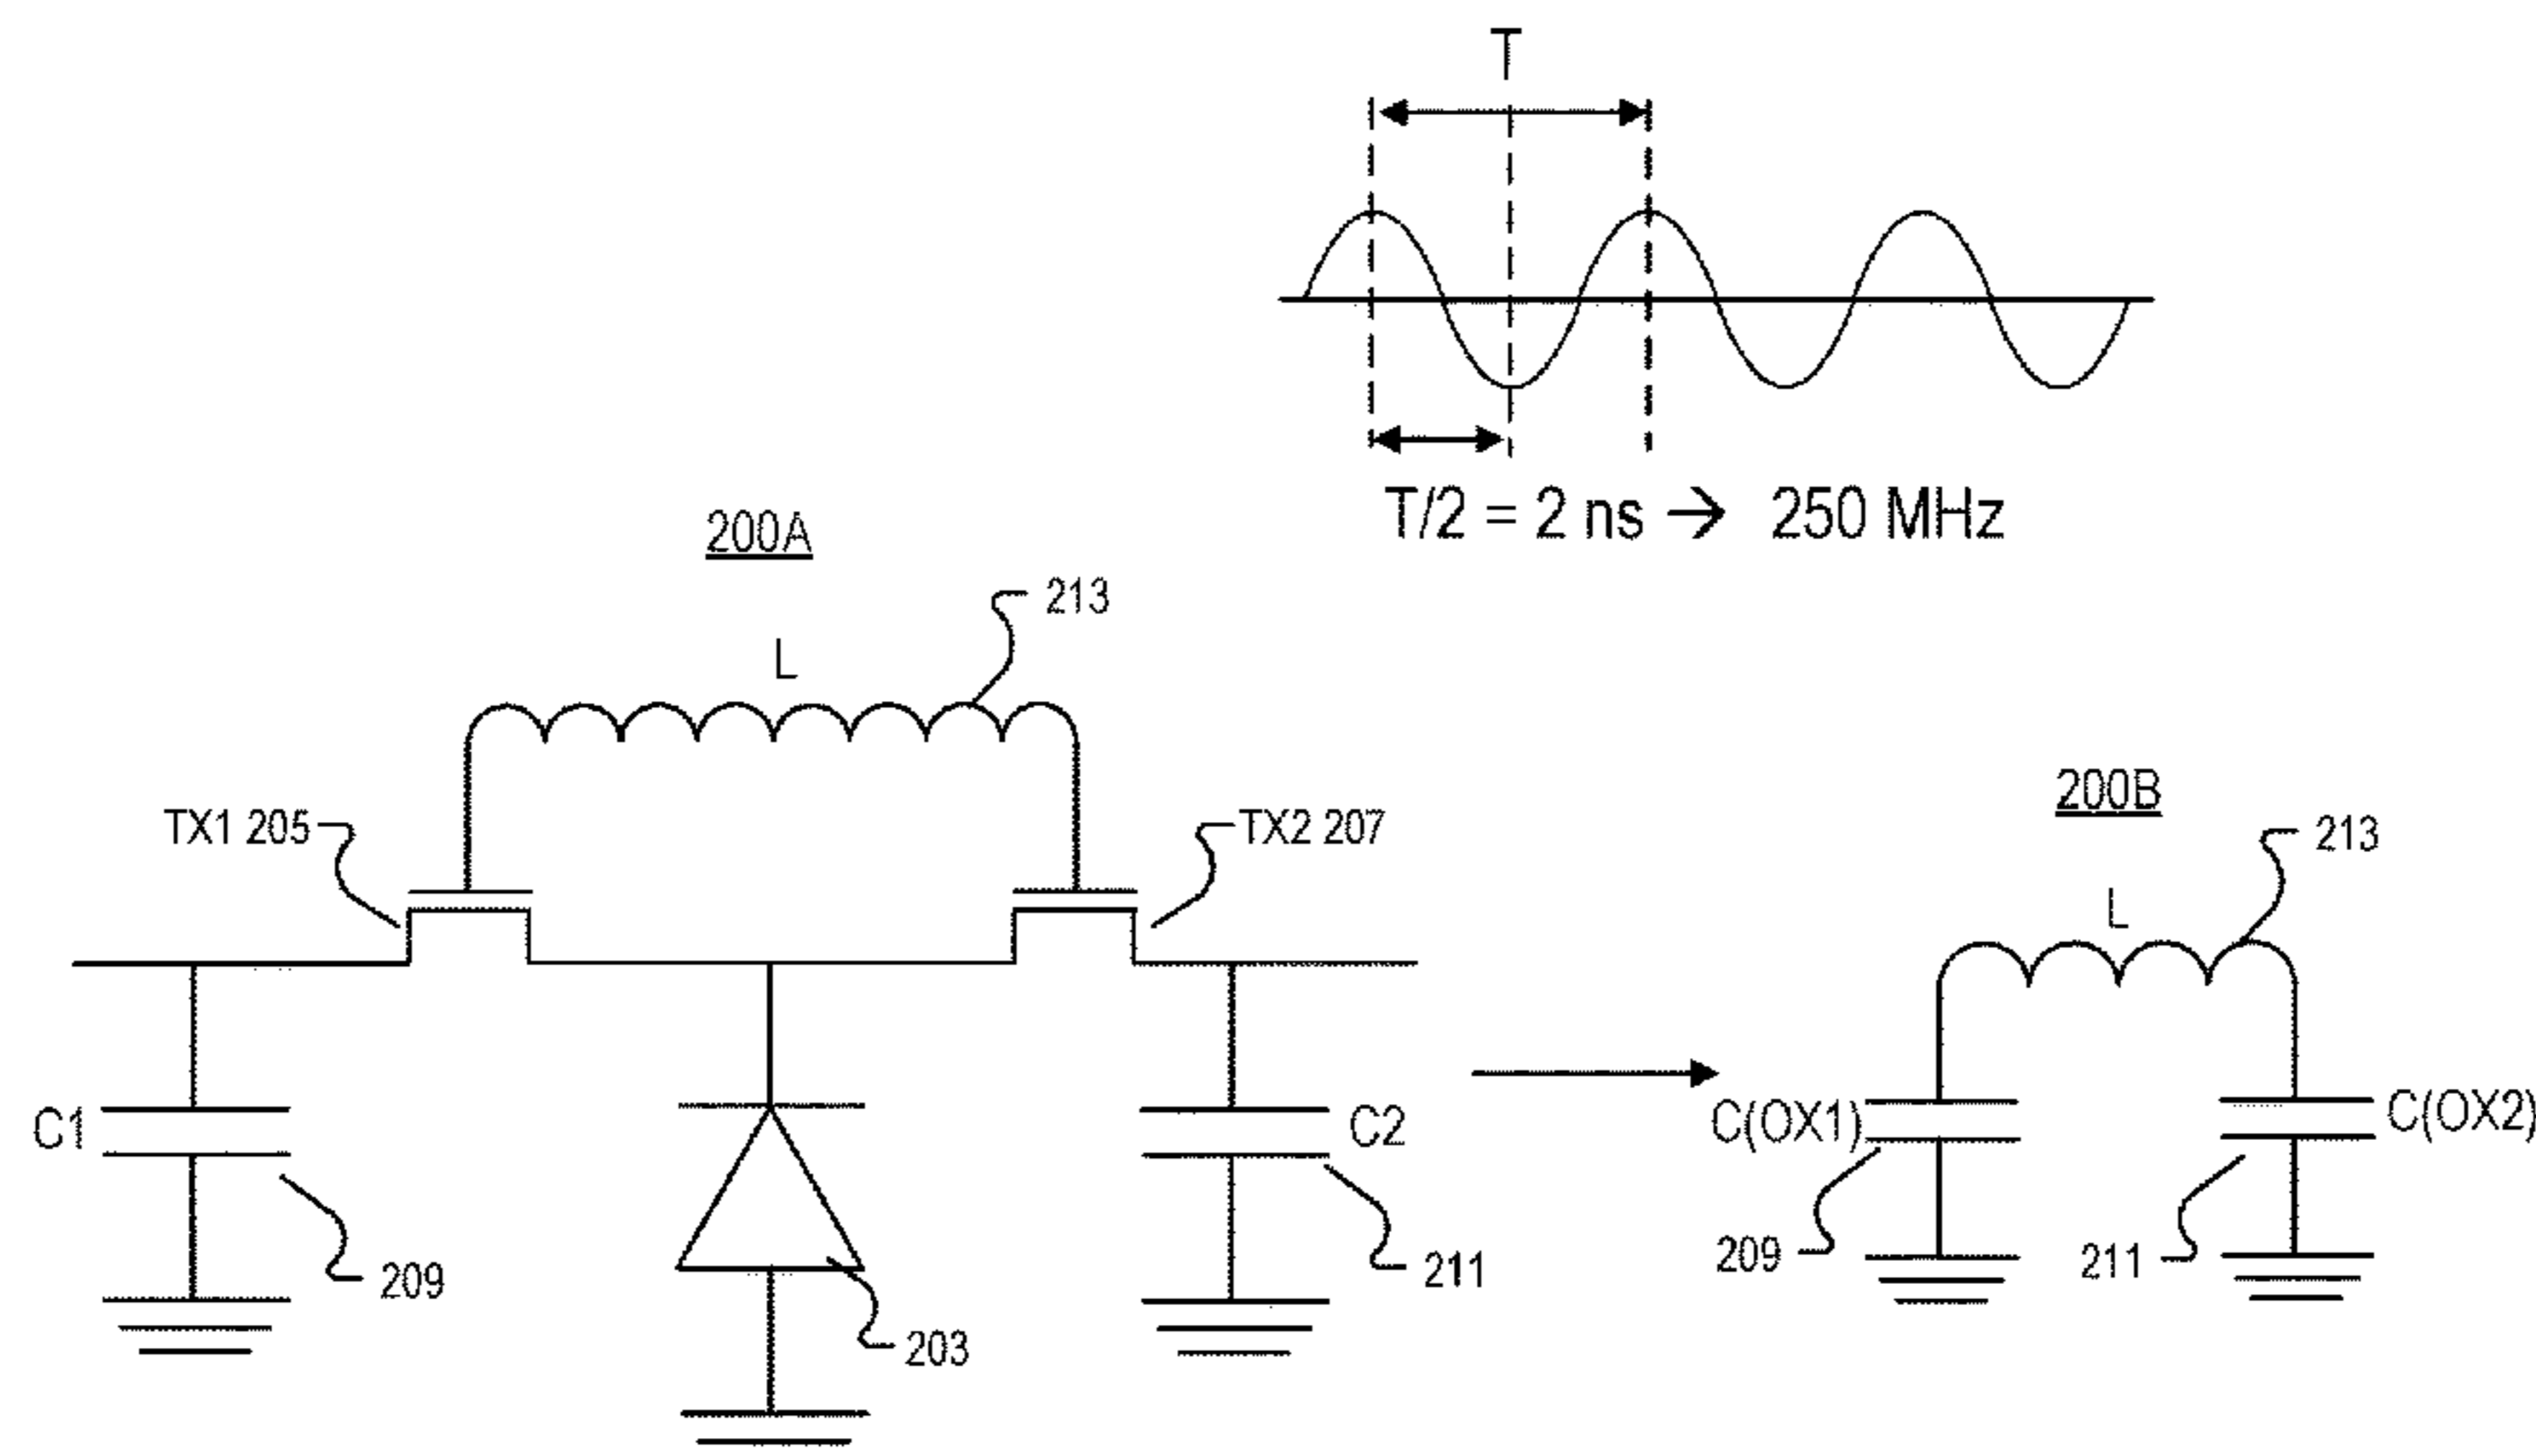 T
T/2 = 2 ns → 250 MHz
200A
213
L
TX1 205
TX2 207
C1
209
203
C2
211
200B
213
L
C(OX1)
209
C(OX2)
211